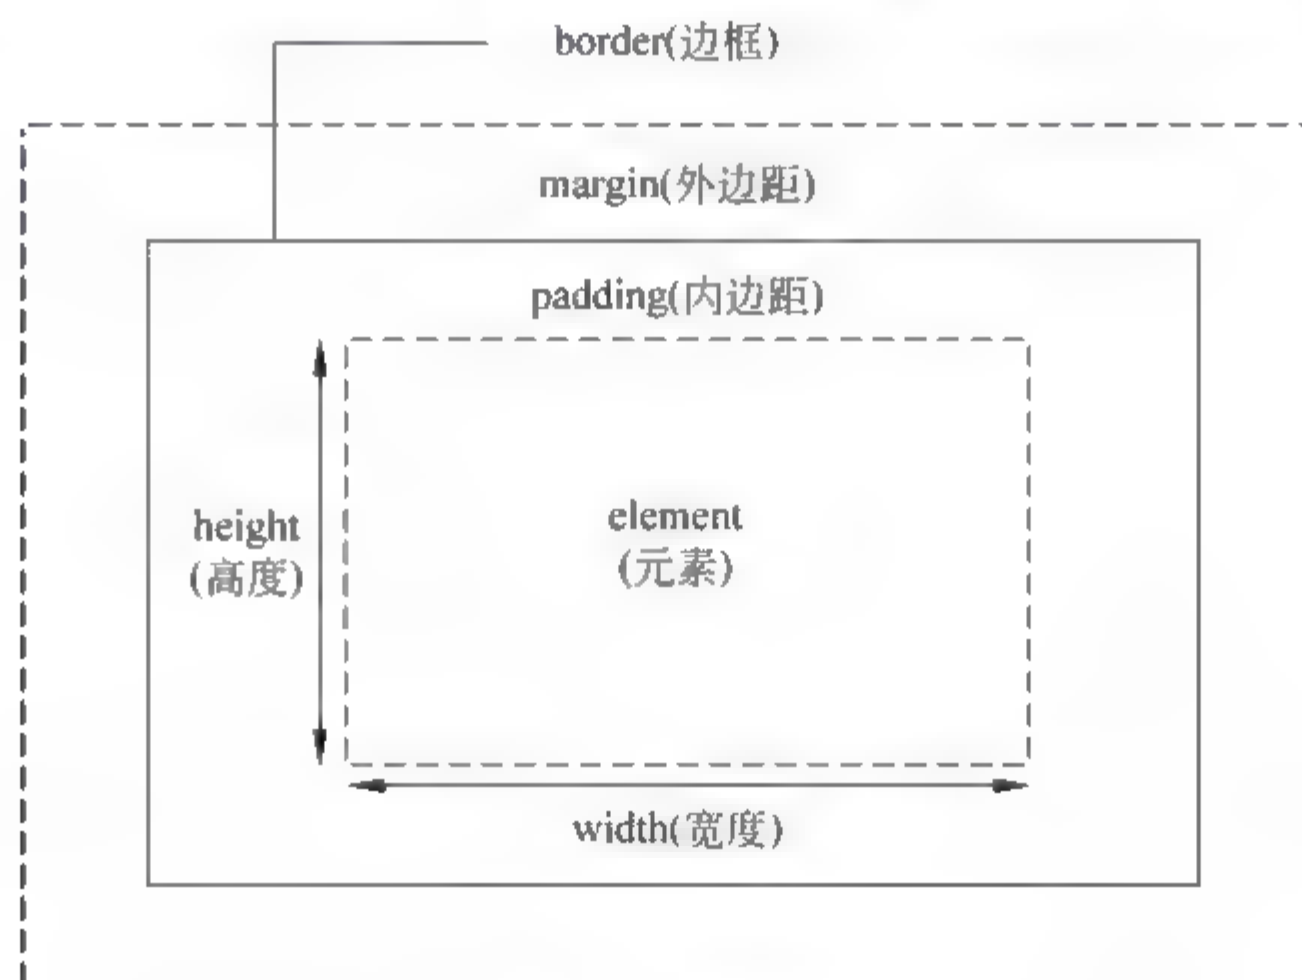 border(边框)
margin(外边距)
padding(内边距)
height
(高度)
element
(元素)
width(宽度)